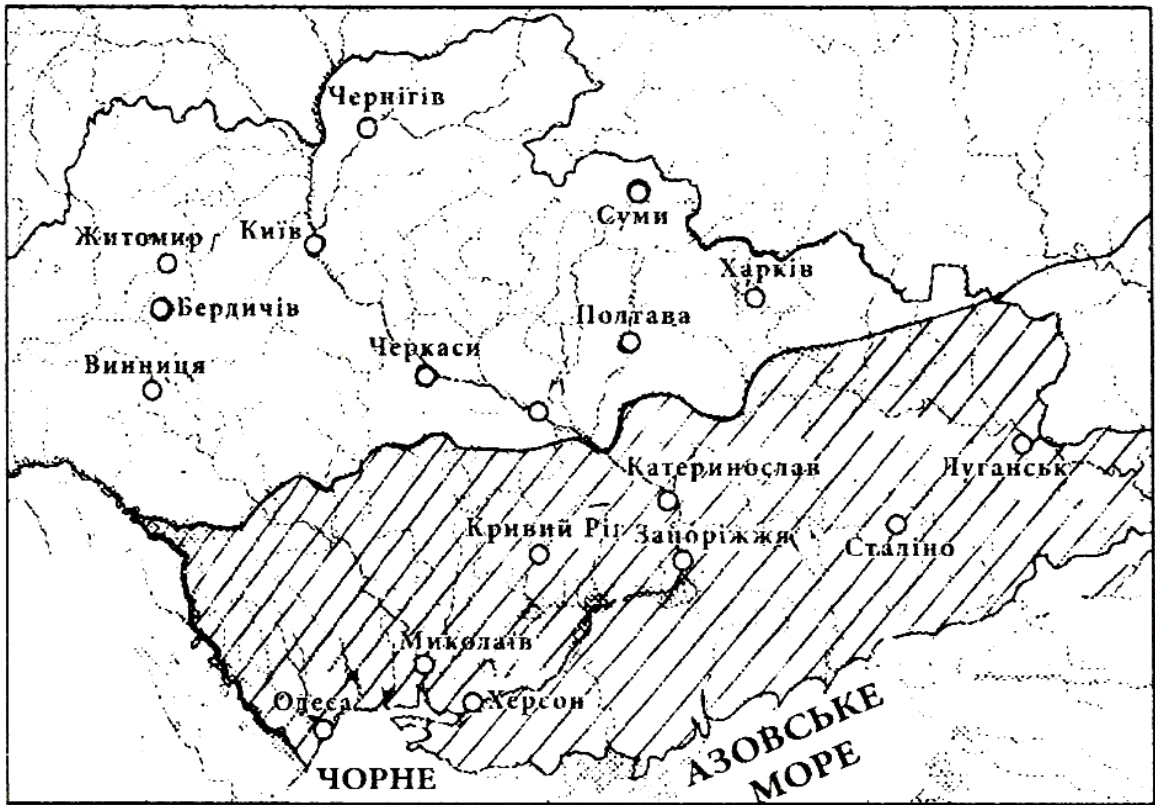 Чернігів
Суми
Житомир
Київ
Харків
Бердичів
Полтава
Черкаси
Винниця
Катеринослав
Луганськ
Кривий Ріг
Запоріжжя
Сталіно
Миколаїв
Одеса
Херсон
АЗОВСЬКЕ
МОРЕ
ЧОРНЕ